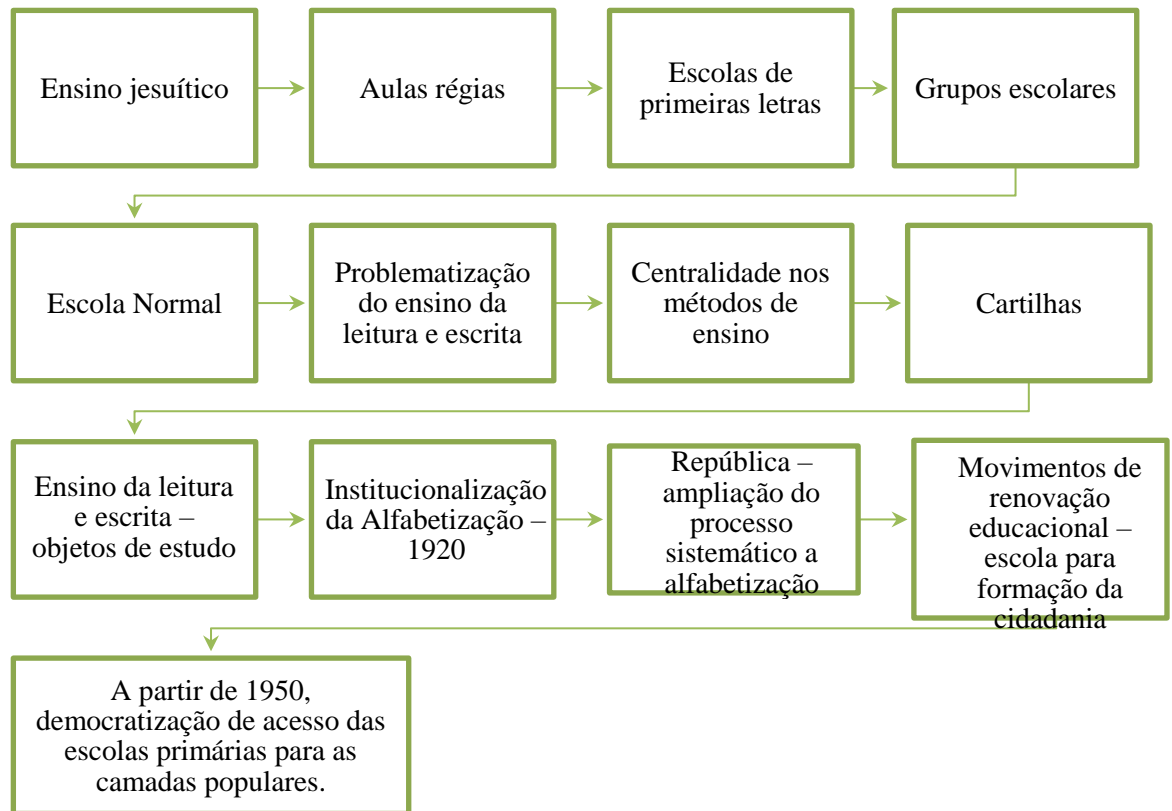 Ensino jesuítico
Aulas régias
Escolas de
primeiras letras
Grupos escolares
Escola Normal
Problematização
do ensino da
leitura e escrita
Centralidade nos
métodos de
ensino
Cartilhas
Ensino da leitura
e escrita –
objetos de estudo
Institucionalização
da Alfabetização –
1920
República –
ampliação do
processo
sistemático a
alfabetização
Movimentos de
renovação
educacional –
escola para
formação da
cidadania
A partir de 1950,
democratização de acesso das
escolas primárias para as
camadas populares.